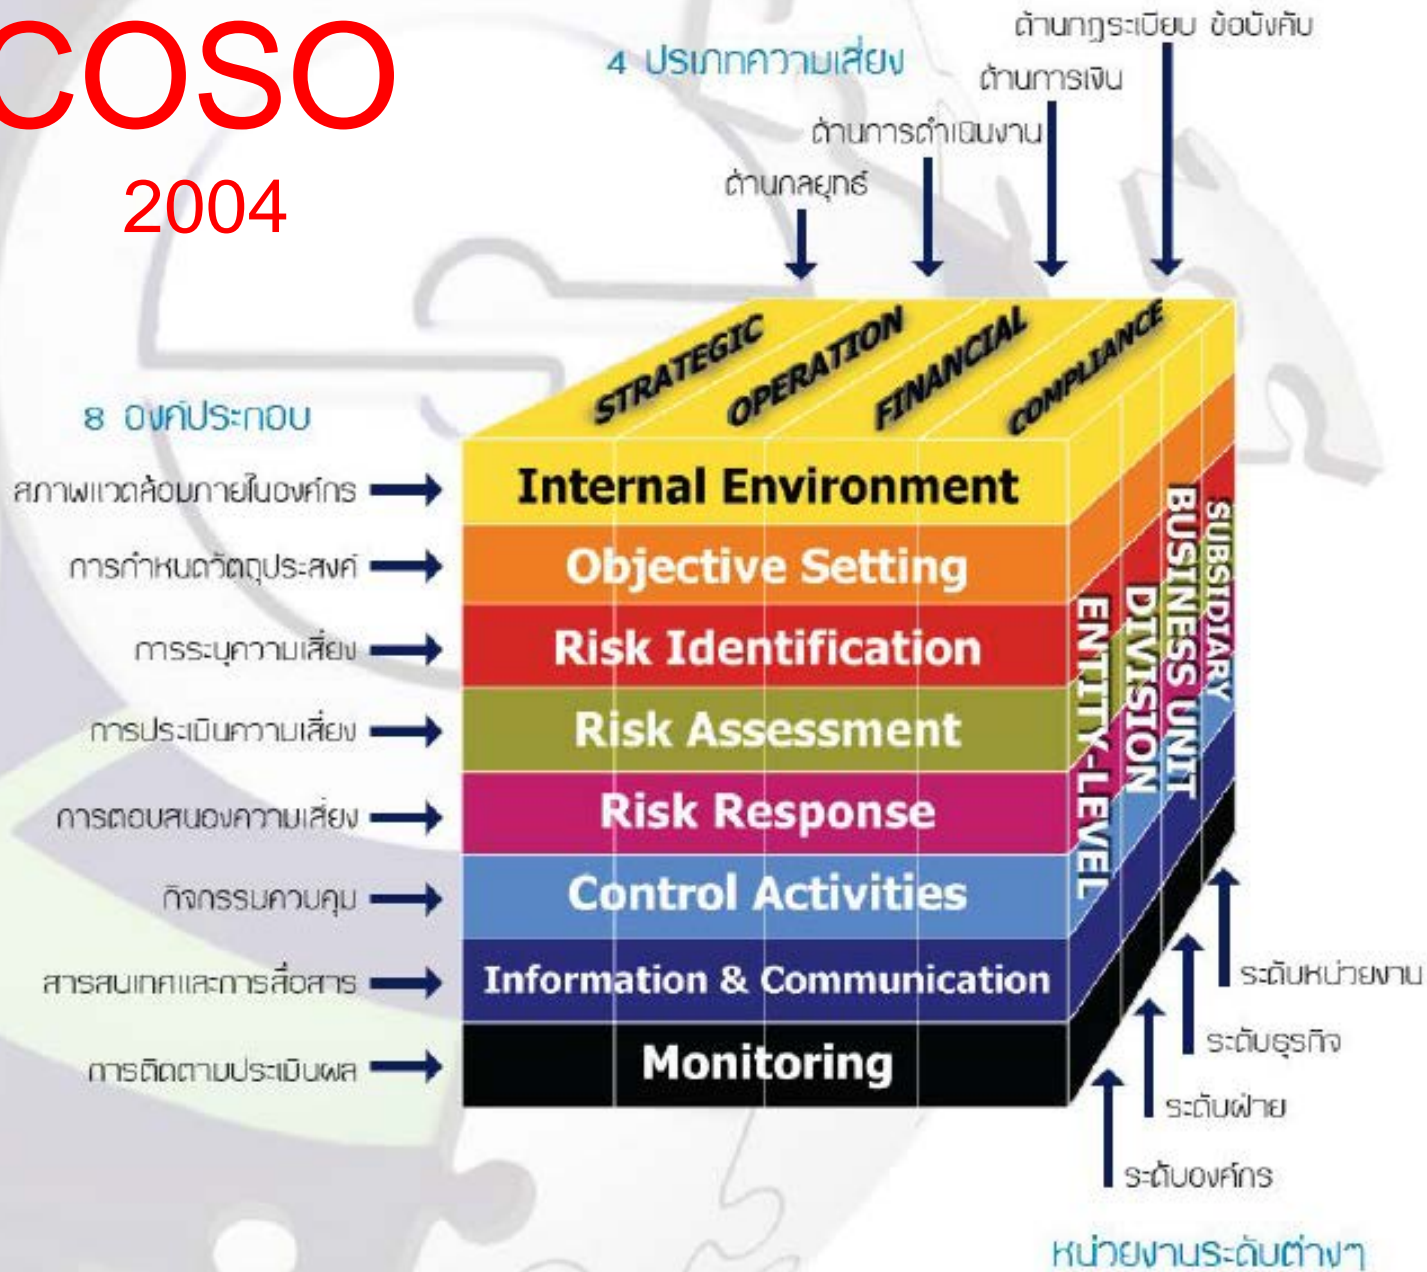 COSO
2004
4 ประเภทความเสี่ยง
ด้านกฎระเบียบ ข้อบังคับ
ด้านการเงิน
ด้านการดำเนินงาน
ด้านกลยุทธ์
STRATEGIC
OPERATION
FINANCIAL
COMPLIANCE
8 องค์ประกอบ
สภาพแวดล้อมภายในองค์กร
Internal Environment
การกำหนดวัตถุประสงค์
Objective Setting
การระบุความเสี่ยง
Risk Identification
การประเมินความเสี่ยง
Risk Assessment
การตอบสนองความเสี่ยง
Risk Response
กิจกรรมควบคุม
Control Activities
สารสนเทศและการสื่อสาร
Information & Communication
การติดตามประเมินผล
Monitoring
ENTITY-LEVEL
DIVISION
BUSINESS UNIT
SUBSTDIARY
ระดับหน่วยงาน
ระดับธุรกิจ
ระดับฝ่าย
ระดับองค์กร
หน่วยงานระดับต่างๆ